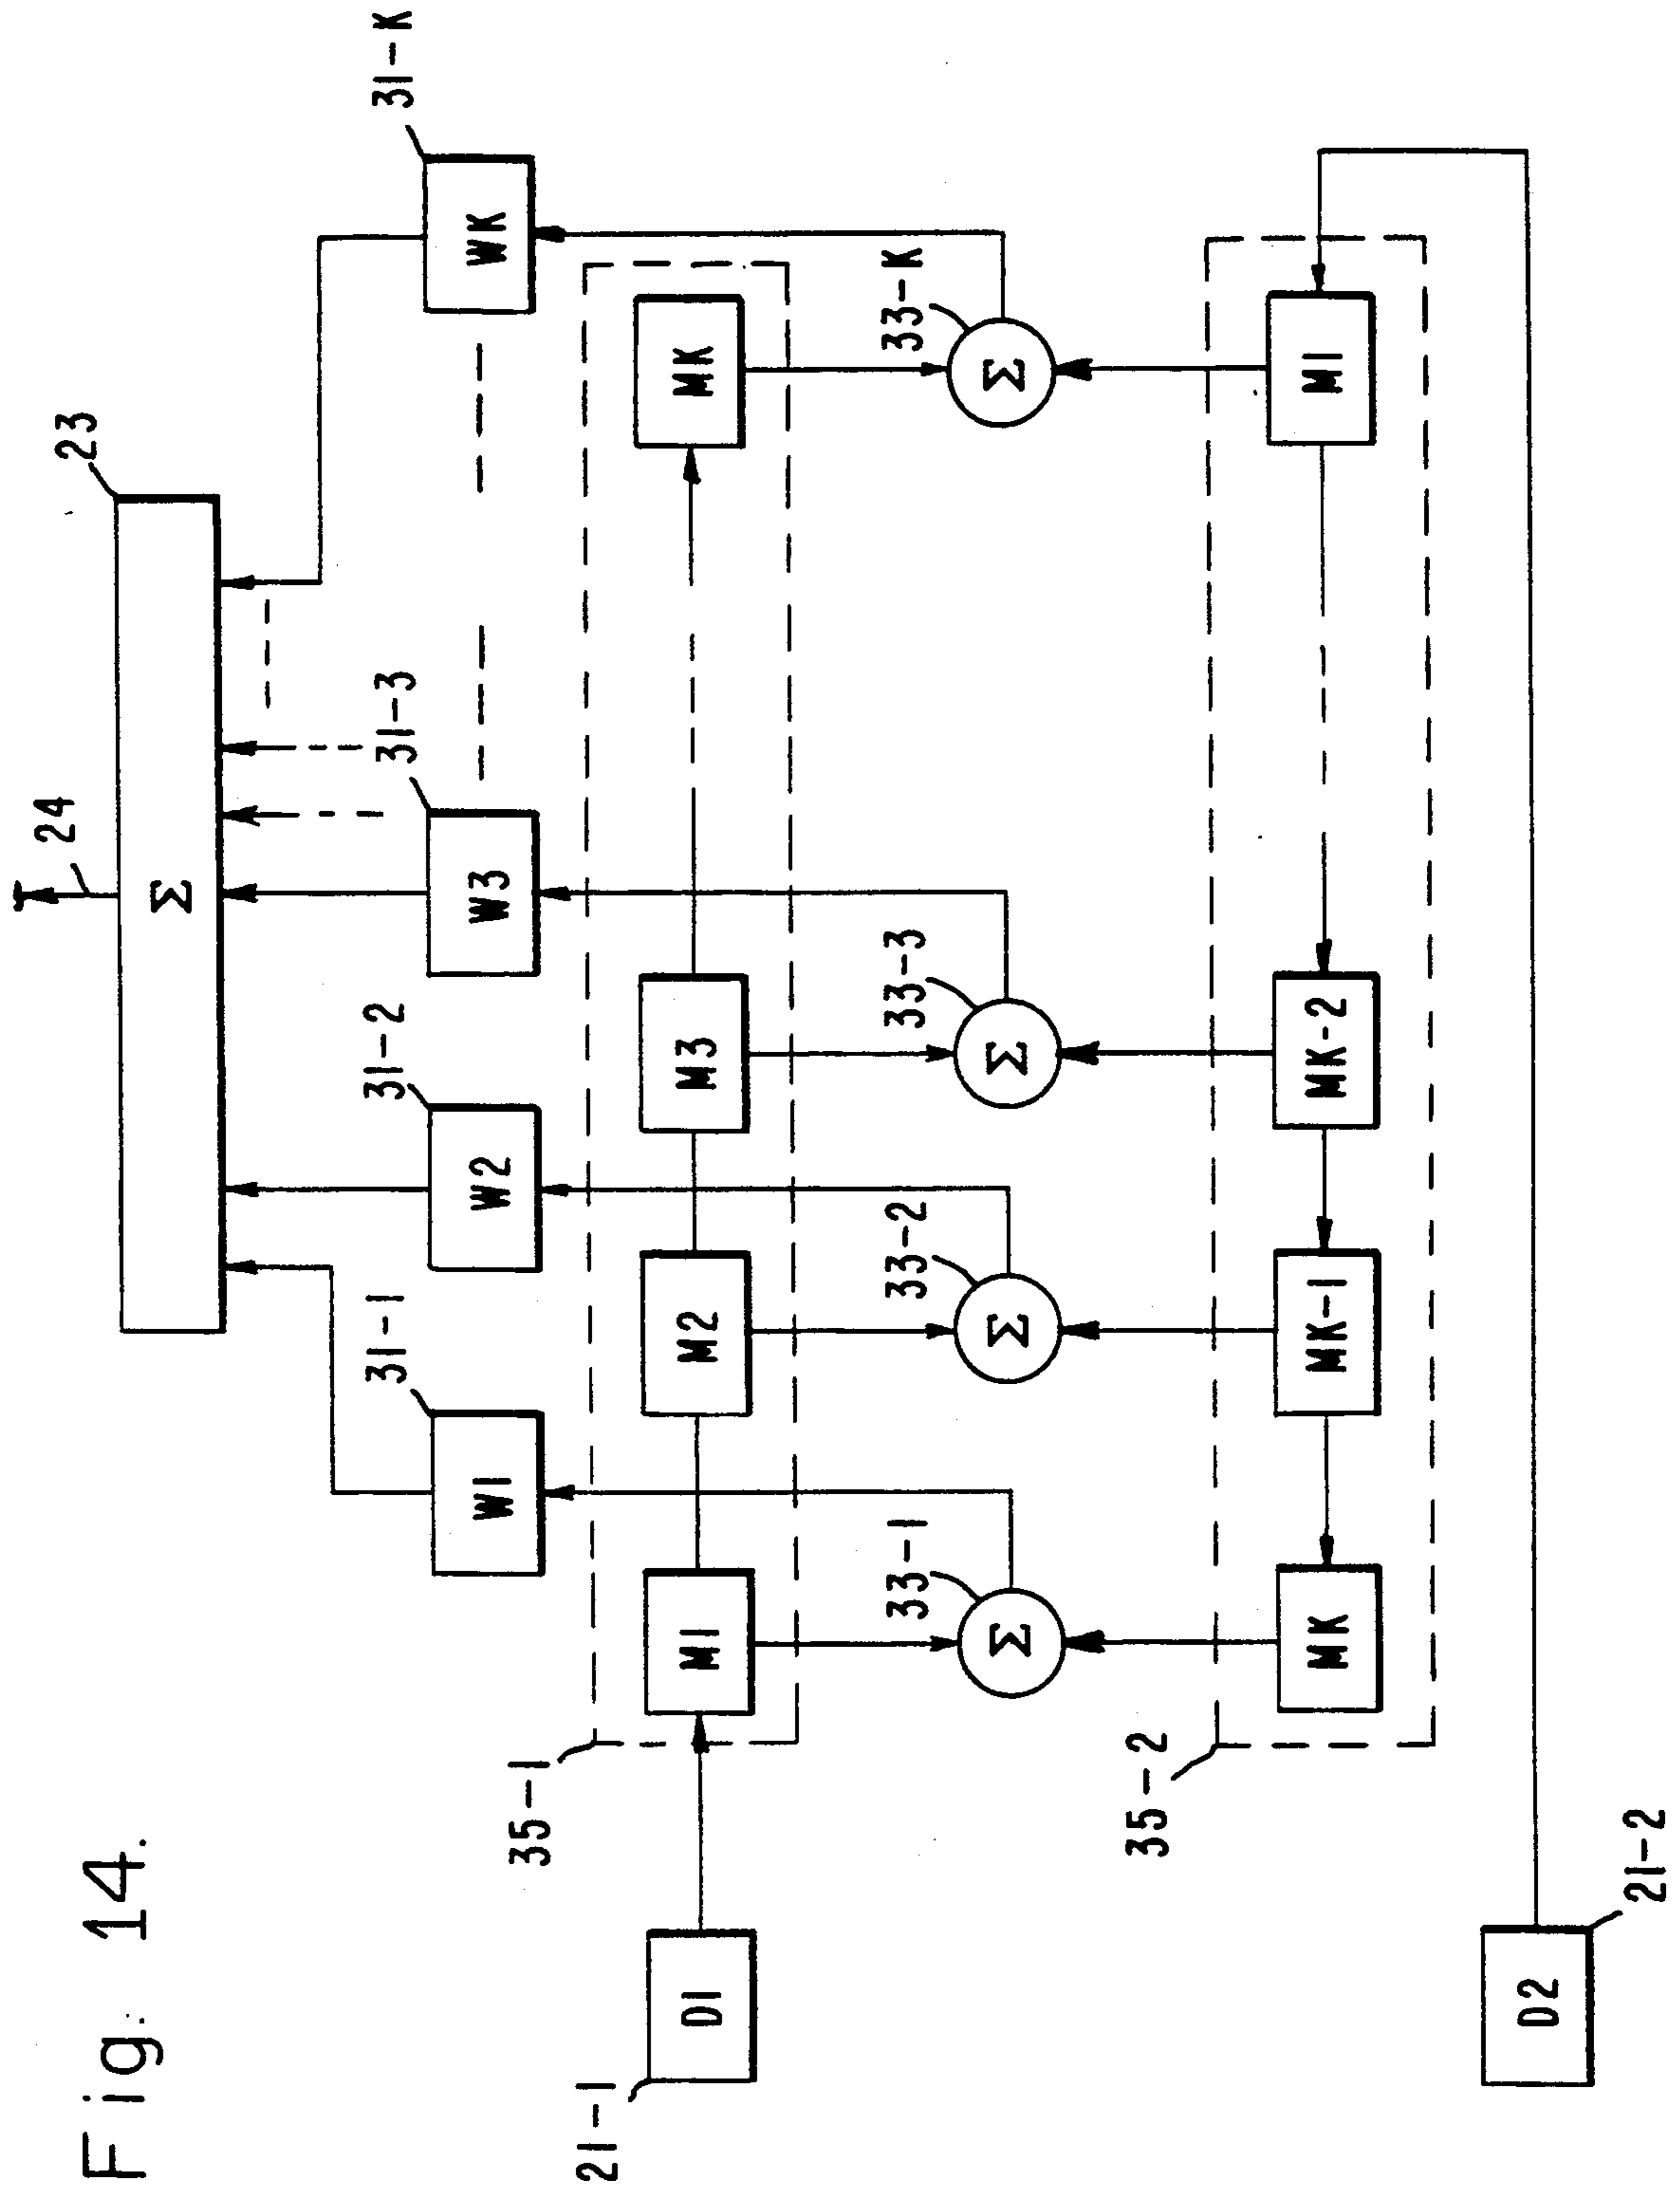 Fig. 14.
24
23
Σ
31-1
31-2
31-3
31-K
W1
W2
W3
WK
35-1
21-1
D1
M1
M2
M3
MK
33-1
33-2
33-3
33-K
Σ
Σ
Σ
Σ
35-2
MK
MK-1
MK-2
M1
D2
21-2